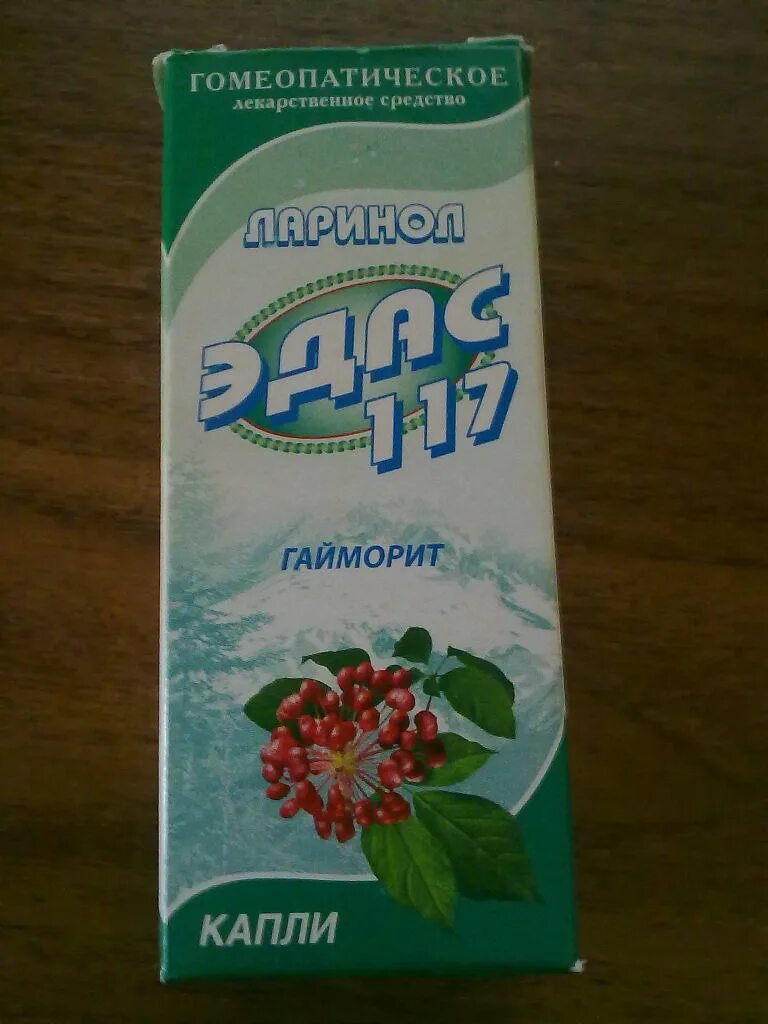 ГОМЕОПАТИЧЕСКОЕ
лекарственное средство
ЛАРИНОЛ
ЭДАС
117
ГАЙМОРИТ
КАПЛИ